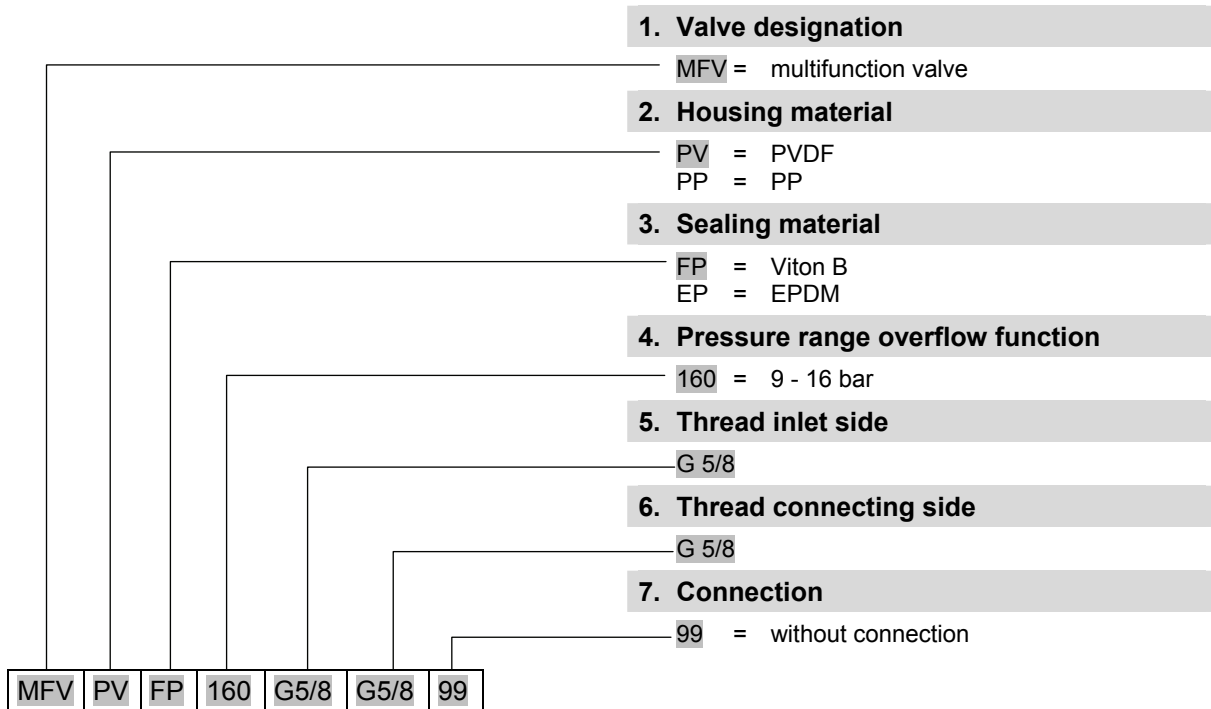 1. Valve designation
MFV = multifunction valve
2. Housing material
PV = PVDF
PP = PP
3. Sealing material
FP = Viton B
EP = EPDM
4. Pressure range overflow function
160 = 9 - 16 bar
5. Thread inlet side
G 5/8
6. Thread connecting side
G 5/8
7. Connection
99 = without connection
MFV PV FP 160 G5/8 G5/8 99